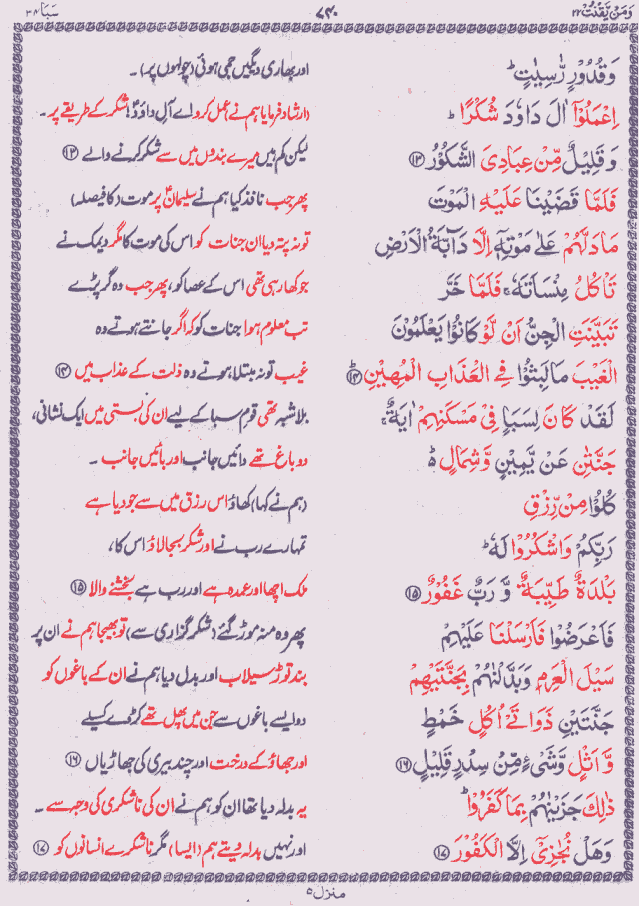 وَمَنْ يَّقْنُتْ ۲۲ ۷۴۰ سَبَا ۳۴
وَقُدُوْرٍ رّٰسِيٰتٍ ؕ اور بھاری دیگیں جمی ہوئی (چولہوں پر) ۔
اِعْمَلُوْۤا اٰلَ دَاوٗدَ شُكْرًا ؕ (ارشاد فرمایا ہم نے) عمل کرو اے آلِ داوٗدؑ! شکر کے طریقے پر ۔
وَقَلِيْلٌ مِّنْ عِبَادِيَ الشَّكُوْرُ ﴿۱۳﴾ لیکن کم ہیں میرے بندوں میں سے شکر کرنے والے ﴿۱۳﴾
فَلَمَّا قَضَيْنَا عَلَيْهِ الْمَوْتَ پھر جب نافذ کیا ہم نے سلیمانؑ پر موت (کا فیصلہ)
مَا دَلَّهُمْ عَلٰى مَوْتِهٖۤ اِلَّا دَآبَّةُ الْاَرْضِ تو نہ پتہ دیا ان جنات کو اس کی موت کا مگر دیمک نے
تَاْكُلُ مِنْسَاَتَهٗ ۚ فَلَمَّا خَرَّ جو کھا رہی تھی اس کے عصا کو، پھر جب وہ گر پڑے
تَبَيَّنَتِ الْجِنُّ اَنْ لَّوْ كَانُوْا يَعْلَمُوْنَ تب معلوم ہوا جنات کو کہ اگر جانتے ہوتے وہ
الْغَيْبَ مَا لَبِثُوْا فِي الْعَذَابِ الْمُهِيْنِ ؕ﴿۱۴﴾ غیب تو نہ مبتلا ہوتے وہ ذلت کے عذاب میں ﴿۱۴﴾
لَقَدْ كَانَ لِسَبَاٍ فِيْ مَسْكَنِهِمْ اٰيَةٌ ۚ بلاشبہ تھی قومِ سبا کے لیے ان کی بستی میں ایک نشانی،
جَنَّتٰنِ عَنْ يَّمِيْنٍ وَّشِمَالٍ ؕ۬ دو باغ تھے دائیں جانب اور بائیں جانب ۔
كُلُوْا مِنْ رِّزْقِ (ہم نے کہا) کھاؤ اس رزق میں سے جو دیا ہے
رَبِّكُمْ وَاشْكُرُوْا لَهٗ ؕ تمہارے رب نے اور شکر بجا لاؤ اس کا،
بَلْدَةٌ طَيِّبَةٌ وَّرَبٌّ غَفُوْرٌ ﴿۱۵﴾ ملک اچھا اور عمدہ ہے اور رب ہے بخشنے والا ﴿۱۵﴾
فَاَعْرَضُوْا فَاَرْسَلْنَا عَلَيْهِمْ پھر وہ منہ موڑ گئے (شکر گزاری سے) تو بھیجا ہم نے ان پر
سَيْلَ الْعَرِمِ وَبَدَّلْنٰهُمْ بِجَنَّتَيْهِمْ بند توڑ سیلاب اور بدل دیا ہم نے ان کے باغوں کو
جَنَّتَيْنِ ذَوَاتَيْ اُكُلٍ خَمْطٍ دو ایسے باغوں سے جن میں پھل تھے کڑوے کسیلے
وَّاَثْلٍ وَّشَيْءٍ مِّنْ سِدْرٍ قَلِيْلٍ ﴿۱۶﴾ اور جھاؤ کے درخت اور چند بیری کی جھاڑیاں ﴿۱۶﴾
ذٰلِكَ جَزَيْنٰهُمْ بِمَا كَفَرُوْا ؕ یہ بدلہ دیا تھا ان کو ہم نے ان کی ناشکری کی وجہ سے ۔
وَهَلْ نُجٰزِيْۤ اِلَّا الْكَفُوْرَ ﴿۱۷﴾ اور نہیں بدلہ دیتے ہم (ایسا) مگر ناشکرے انسانوں کو ﴿۱۷﴾
منزل ۵